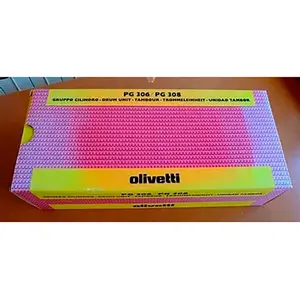 PG 306 / PG 308
GRUPPO CILINDRO - DRUM UNIT - TAMBOUR - TROMMELEINHEIT - UNIDAD TAMBOR
olivetti
PG 306 PG 308
olivetti